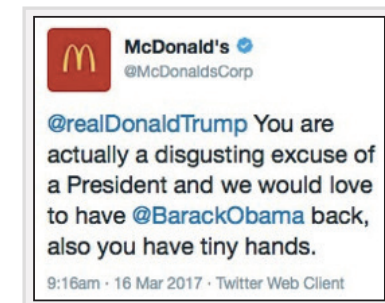 McDonald's
@McDonaldsCorp
@realDonaldTrump You are
actually a disgusting excuse of
a President and we would love
to have @BarackObama back,
also you have tiny hands.
9:16am · 16 Mar 2017 · Twitter Web Client